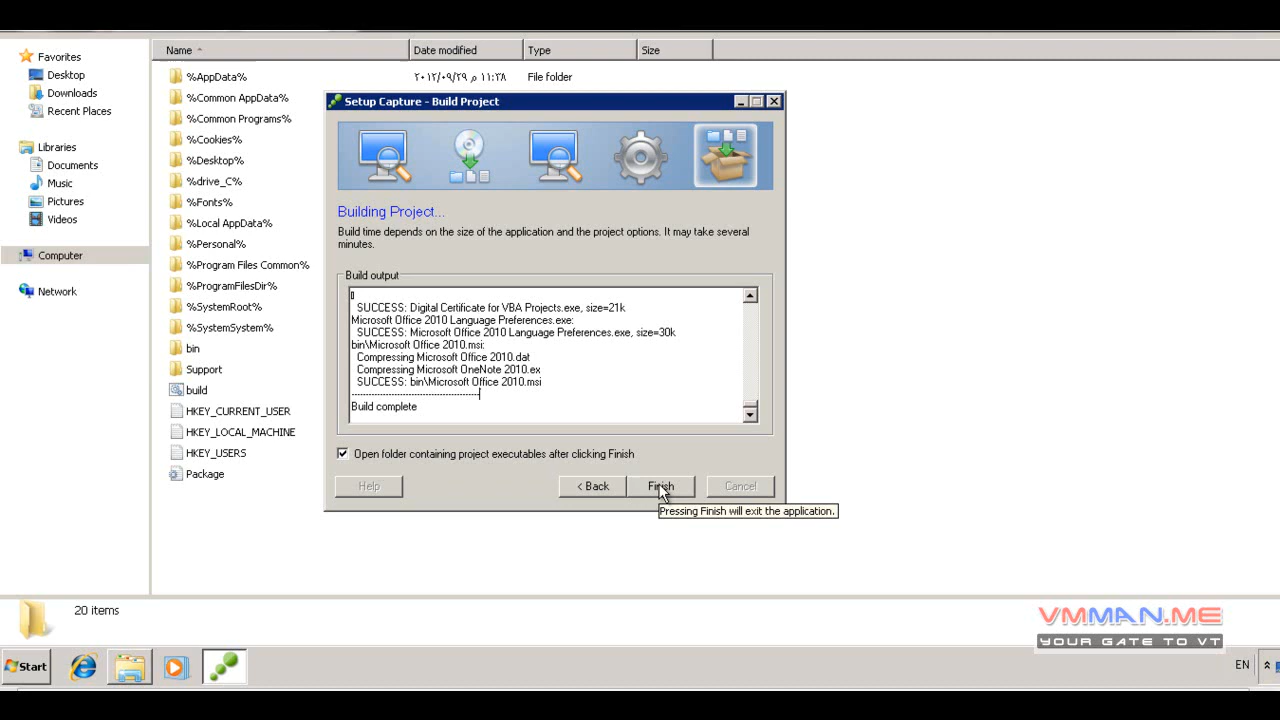 Name
Date modified
Type
Size
Favorites
Desktop
Downloads
Recent Places
Libraries
Documents
Music
Pictures
Videos
Computer
Network
%AppData%
٢٠١٢/٠٩/٢٩ م ١١:٢٨
File folder
%Common AppData%
%Common Programs%
%Cookies%
%Desktop%
%drive_C%
%Fonts%
%Local AppData%
%Personal%
%Program Files Common%
%ProgramFilesDir%
%SystemRoot%
%SystemSystem%
bin
Support
build
HKEY_CURRENT_USER
HKEY_LOCAL_MACHINE
HKEY_USERS
Package
Setup Capture - Build Project
Building Project...
Build time depends on the size of the application and the project options. It may take several
minutes.
Build output
SUCCESS: Digital Certificate for VBA Projects.exe, size=21k
Microsoft Office 2010 Language Preferences.exe:
SUCCESS: Microsoft Office 2010 Language Preferences.exe, size=30k
bin\Microsoft Office 2010.msi:
Compressing Microsoft Office 2010.dat
Compressing Microsoft OneNote 2010.ex
SUCCESS: bin\Microsoft Office 2010.msi
--------------------------------------------
Build complete
Open folder containing project executables after clicking Finish
Help
< Back
Finish
Cancel
Pressing Finish will exit the application.
20 items
VMMAN.ME
YOUR GATE TO VT
Start
EN